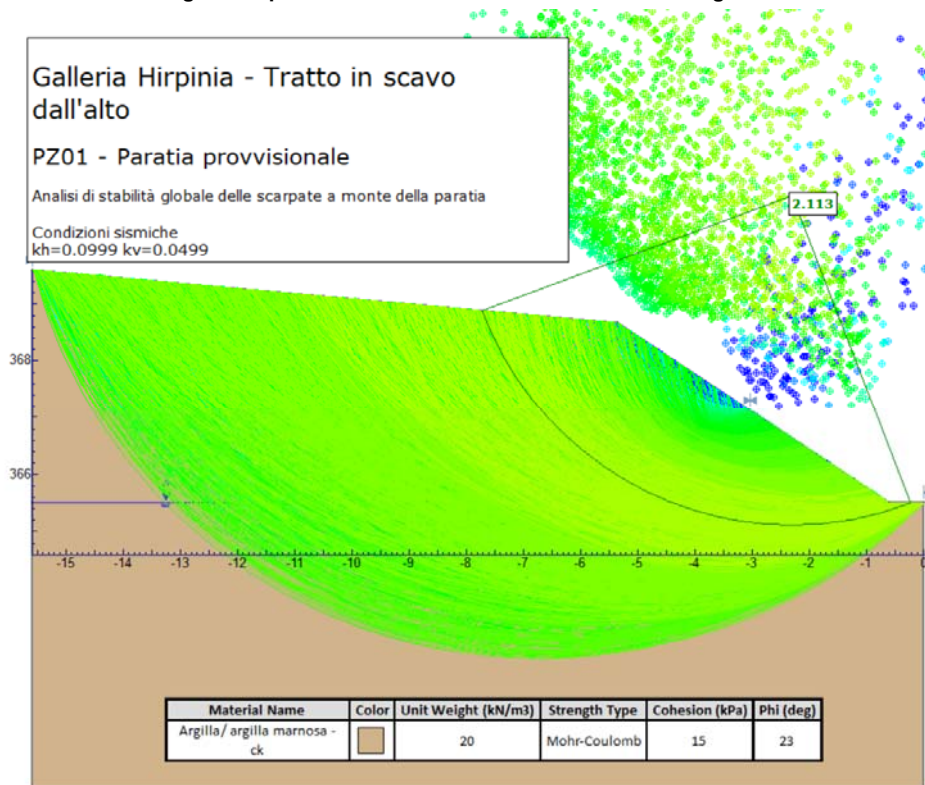 Galleria Hirpinia - Tratto in scavo
dall'alto
PZ01 - Paratia provvisionale
Analisi di stabilità globale delle scarpate a monte della paratia
Condizioni sismiche
kh=0.0999 kv=0.0499
2.113
368
366
-15 -14 -13 -12 -11 -10 -9 -8 -7 -6 -5 -4 -3 -2 -1 0
Material Name Color Unit Weight (kN/m3) Strength Type Cohesion (kPa) Phi (deg)
Argilla/ argilla marnosa -
ck 20 Mohr-Coulomb 15 23